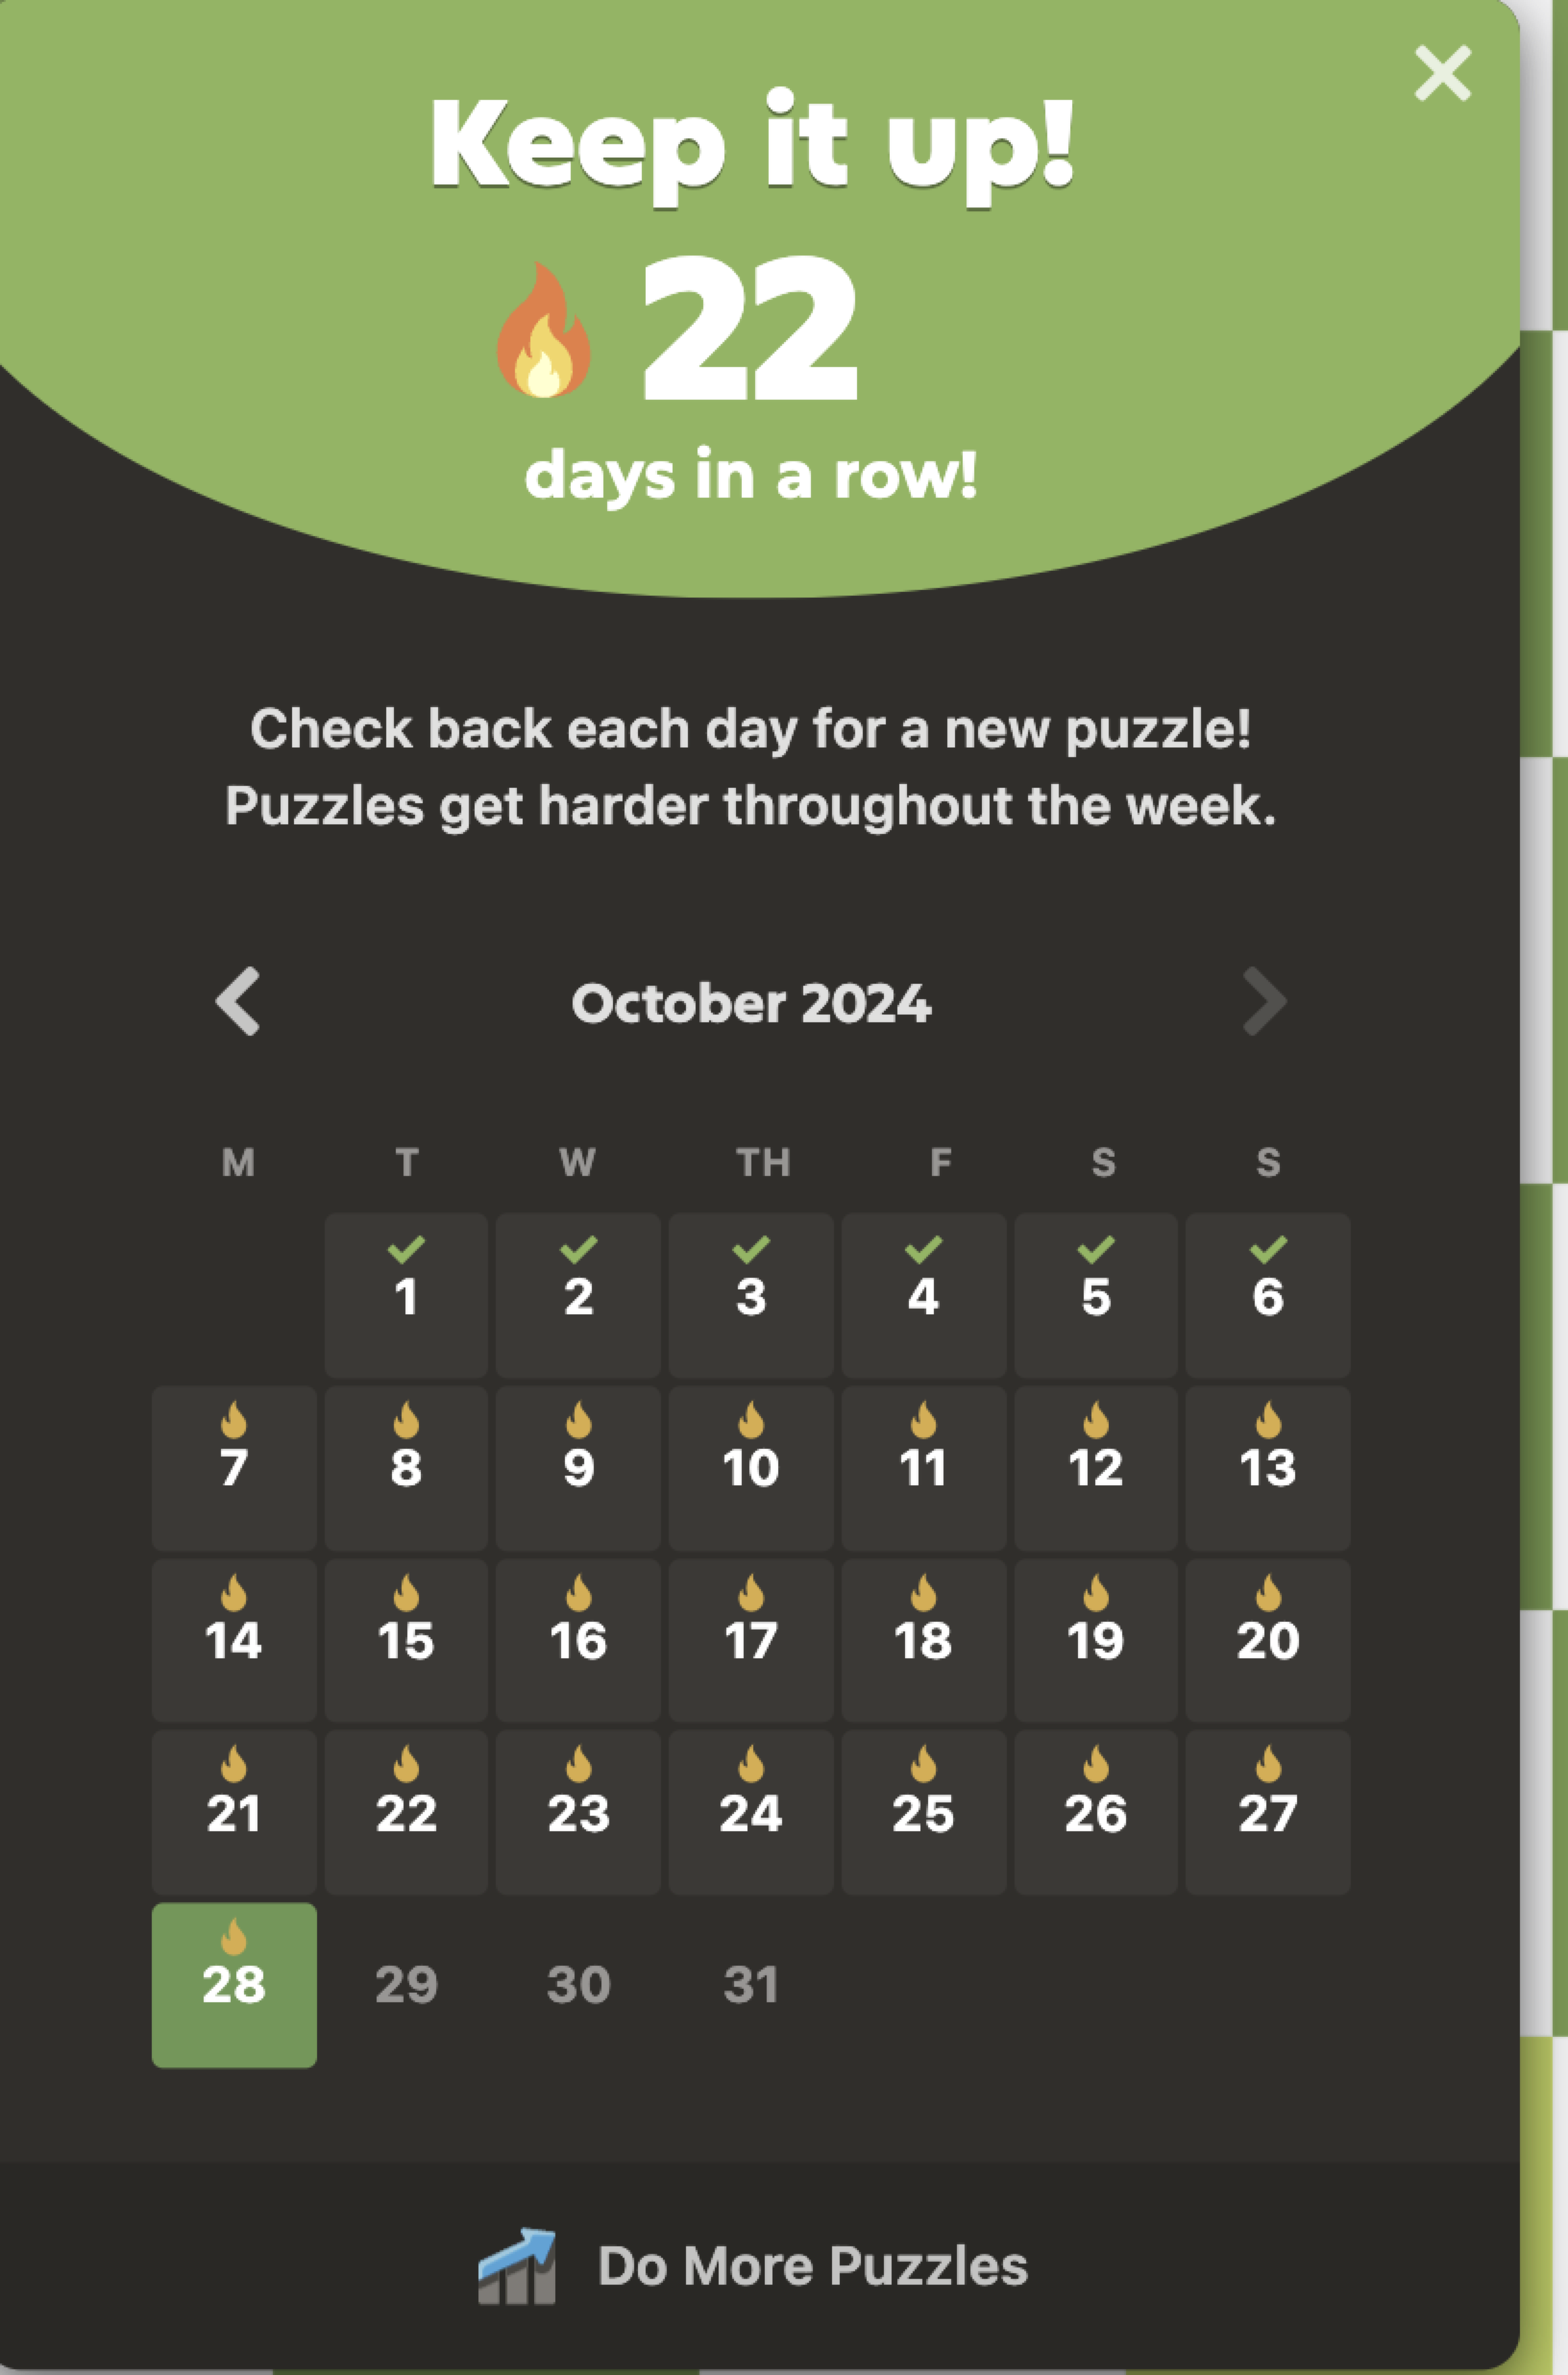 Keep it up!
22
days in a row!
Check back each day for a new puzzle!
Puzzles get harder throughout the week.
October 2024
M T W TH F S S
1 2 3 4 5 6
7 8 9 10 11 12 13
14 15 16 17 18 19 20
21 22 23 24 25 26 27
28 29 30 31
Do More Puzzles